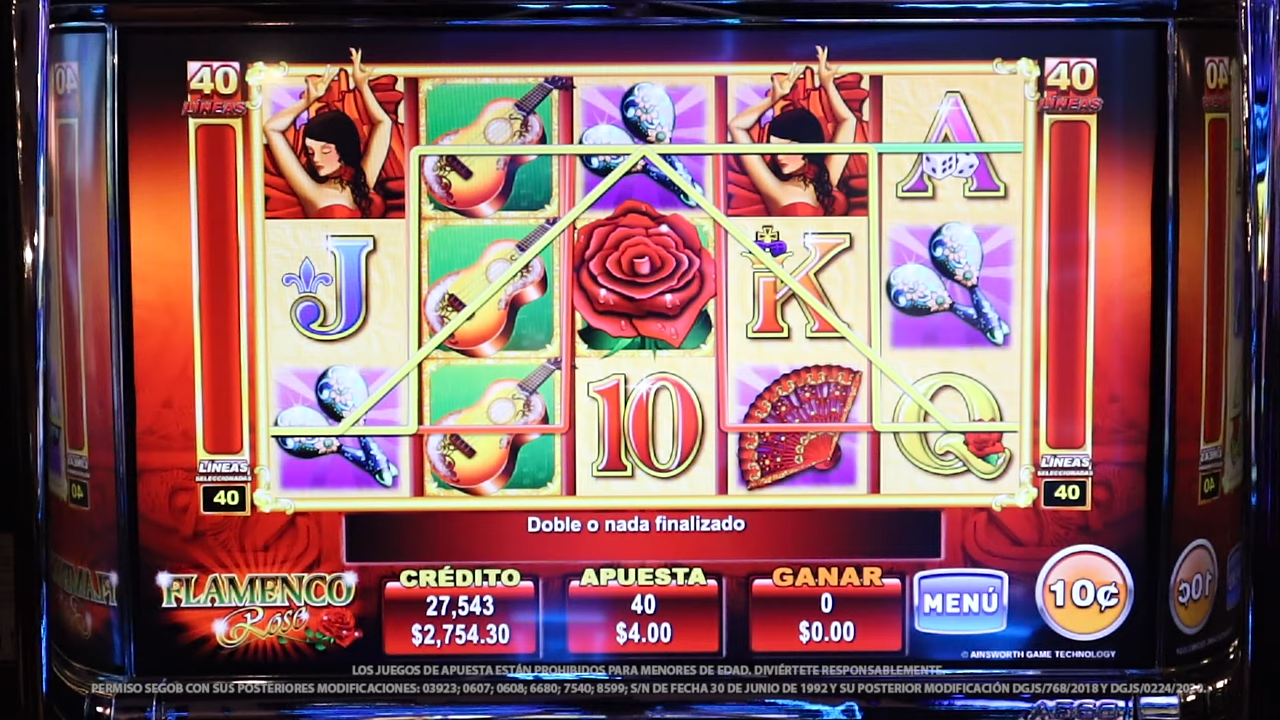 40 40
LÍNEAS LÍNEAS
A
J K
10 Q
LÍNEAS LÍNEAS
SELECCIONADAS SELECCIONADAS
40 40
Doble o nada finalizado
FLAMENCO
Rose
CRÉDITO APUESTA GANAR
27,543 40 0
$2,754.30 $4.00 $0.00
MENÚ
10¢
© AINSWORTH GAME TECHNOLOGY
LOS JUEGOS DE APUESTA ESTÁN PROHIBIDOS PARA MENORES DE EDAD. DIVIÉRTETE RESPONSABLEMENTE.
PERMISO SEGOB CON SUS POSTERIORES MODIFICACIONES: 03923; 0607; 0608; 6680; 7540; 8599; S/N DE FECHA 30 DE JUNIO DE 1992 Y SU POSTERIOR MODIFICACIÓN DGJS/768/2018 Y DGJS/0224/2020.